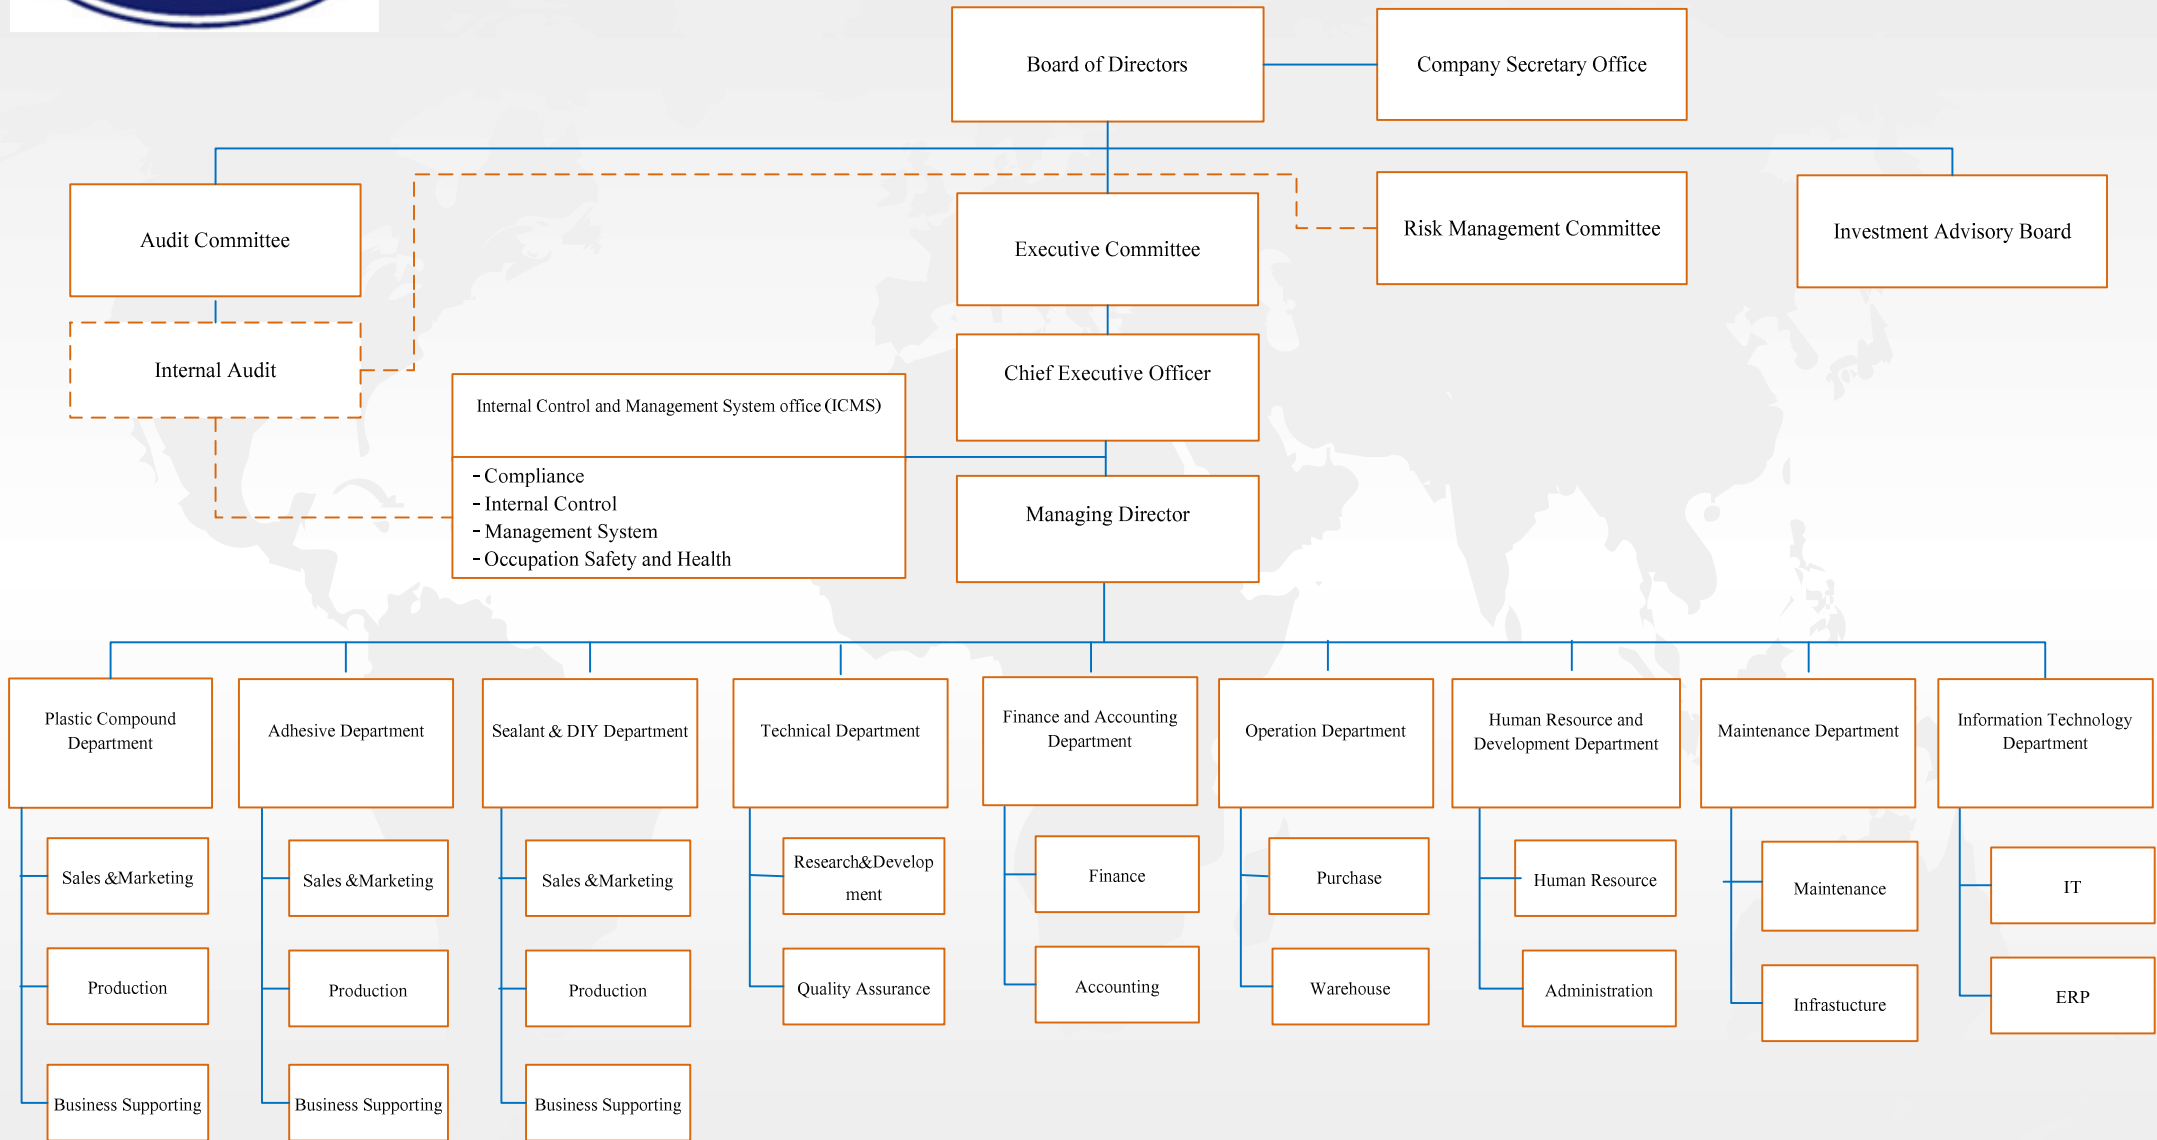 Board of Directors
Company Secretary Office
Audit Committee
Executive Committee
Risk Management Committee
Investment Advisory Board
Internal Audit
Chief Executive Officer
Internal Control and Management System office (ICMS)
- Compliance
- Internal Control
- Management System
- Occupation Safety and Health
Managing Director
Plastic Compound
Department
Adhesive Department
Sealant & DIY Department
Technical Department
Finance and Accounting
Department
Operation Department
Human Resource and
Development Department
Maintenance Department
Information Technology
Department
Sales &Marketing
Sales &Marketing
Sales &Marketing
Research&Develop
ment
Finance
Purchase
Human Resource
Maintenance
IT
Production
Production
Production
Quality Assurance
Accounting
Warehouse
Administration
Infrastucture
ERP
Business Supporting
Business Supporting
Business Supporting